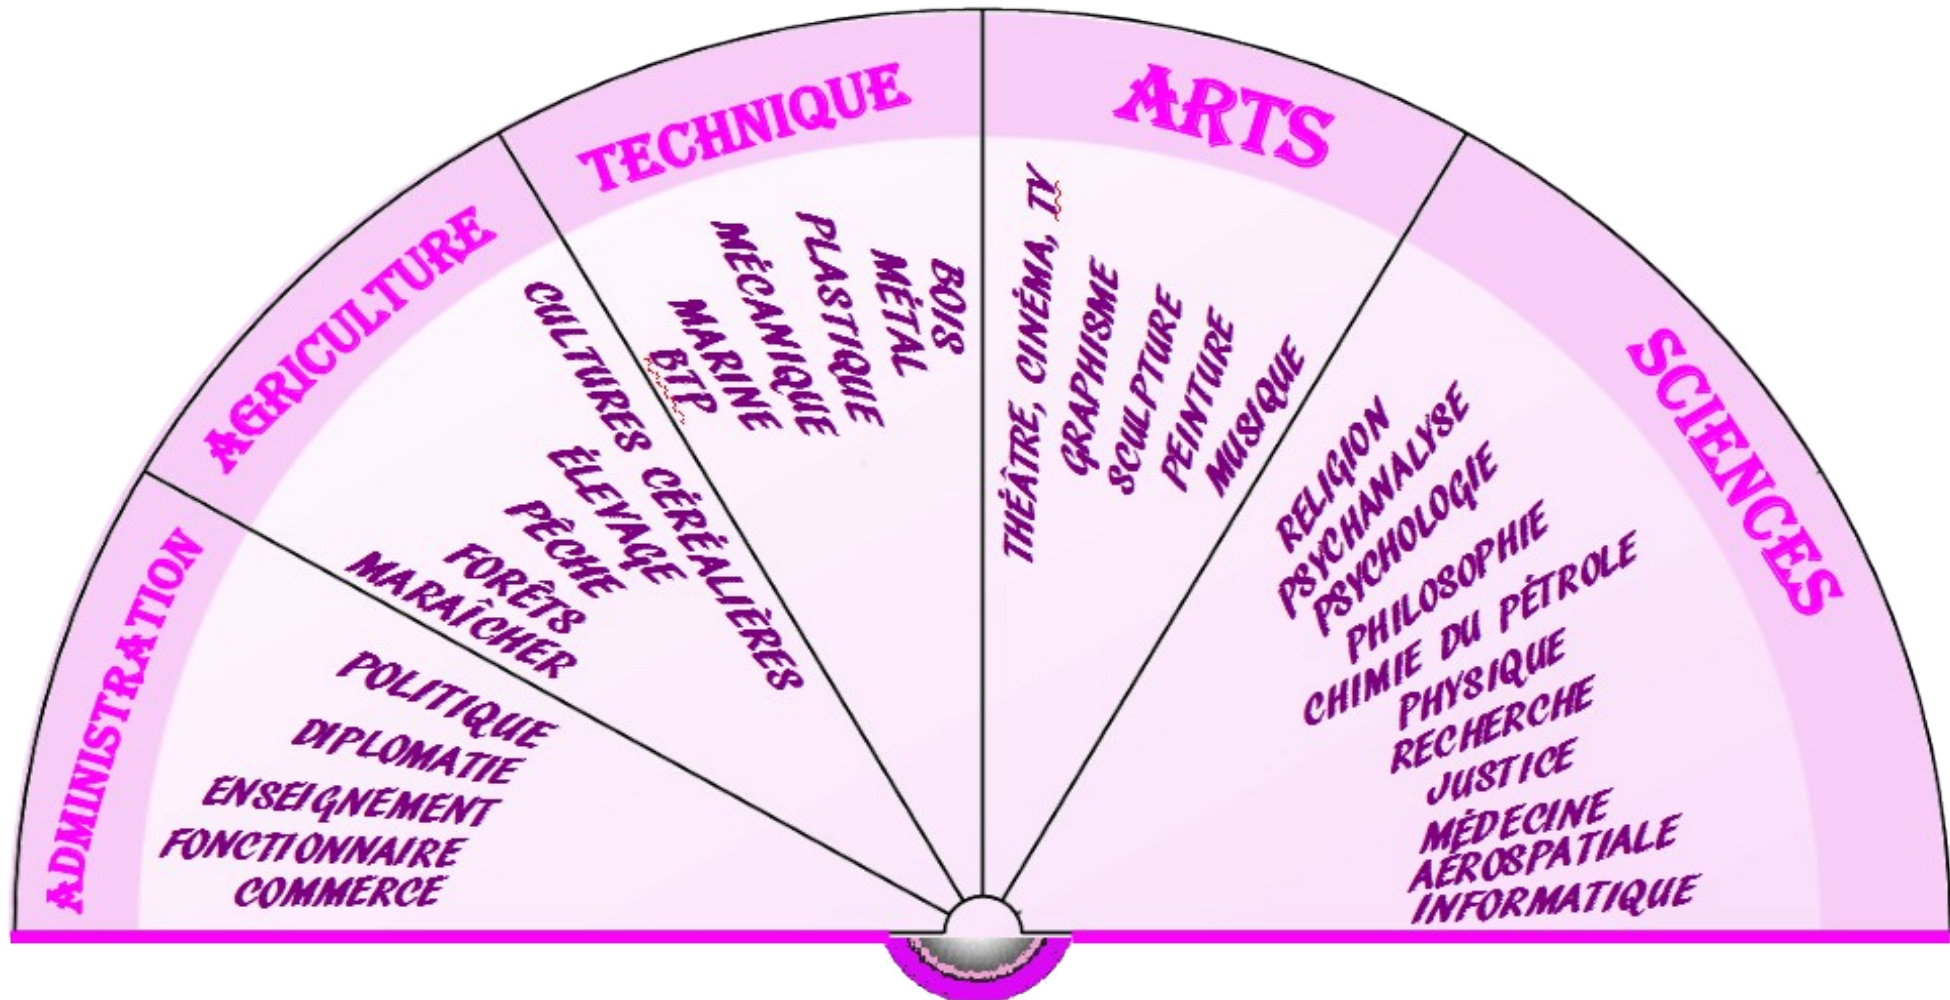 ADMINISTRATION
POLITIQUE
DIPLOMATIE
ENSEIGNEMENT
FONCTIONNAIRE
COMMERCE
AGRICULTURE
CULTURES CÉRÉALIÈRES
ÉLEVAGE
PÊCHE
FORÊTS
MARAÎCHER
TECHNIQUE
BTP
MARINE
MÉCANIQUE
PLASTIQUE
MÉTAL
BOIS
ARTS
THÉÂTRE, CINÉMA, TV
GRAPHISME
SCULPTURE
PEINTURE
MUSIQUE
SCIENCES
RELIGION
PSYCHANALYSE
PSYCHOLOGIE
PHILOSOPHIE
CHIMIE DU PÉTROLE
PHYSIQUE
RECHERCHE
JUSTICE
MÉDECINE
AÉROSPATIALE
INFORMATIQUE